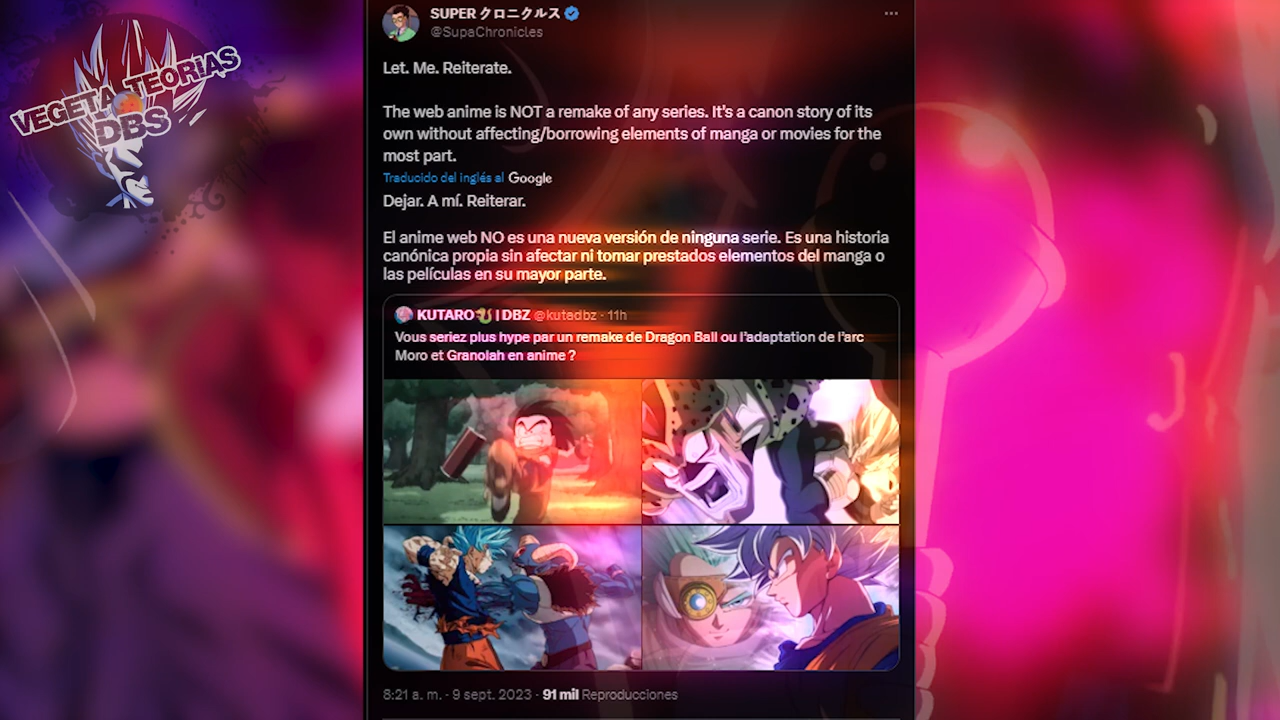 VEGETA TEORIAS
DBS
SUPER クロニクルス
@SupaChronicles
Let. Me. Reiterate.
The web anime is NOT a remake of any series. It's a canon story of its
own without affecting/borrowing elements of manga or movies for the
most part.
Traducido del inglés al Google
Dejar. A mí. Reiterar.
El anime web NO es una nueva versión de ninguna serie. Es una historia
canónica propia sin afectar ni tomar prestados elementos del manga o
las películas en su mayor parte.
KUTARO🐉 | DBZ @kutadbz · 11h
Vous seriez plus hype par un remake de Dragon Ball ou l'adaptation de l'arc
Moro et Granolah en anime ?
8:21 a. m. · 9 sept. 2023 · 91 mil Reproducciones